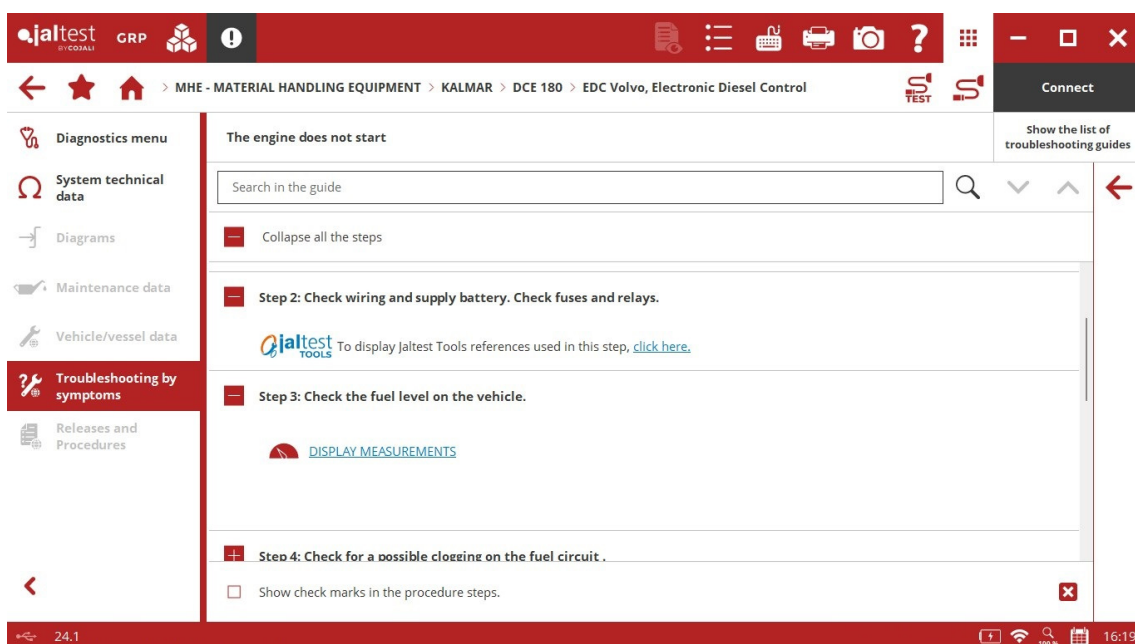 jaltest GRP
BY COJALI
TEST
> MHE - MATERIAL HANDLING EQUIPMENT > KALMAR > DCE 180 > EDC Volvo, Electronic Diesel Control
Connect
Diagnostics menu
System technical
data
Diagrams
Maintenance data
Vehicle/vessel data
Troubleshooting by
symptoms
Releases and
Procedures
The engine does not start
Show the list of
troubleshooting guides
Search in the guide
Collapse all the steps
Step 2: Check wiring and supply battery. Check fuses and relays.
jaltest
TOOLS
To display Jaltest Tools references used in this step, click here.
Step 3: Check the fuel level on the vehicle.
DISPLAY MEASUREMENTS
Step 4: Check for a possible clogging on the fuel circuit .
Show check marks in the procedure steps.
24.1
100 %
16:19